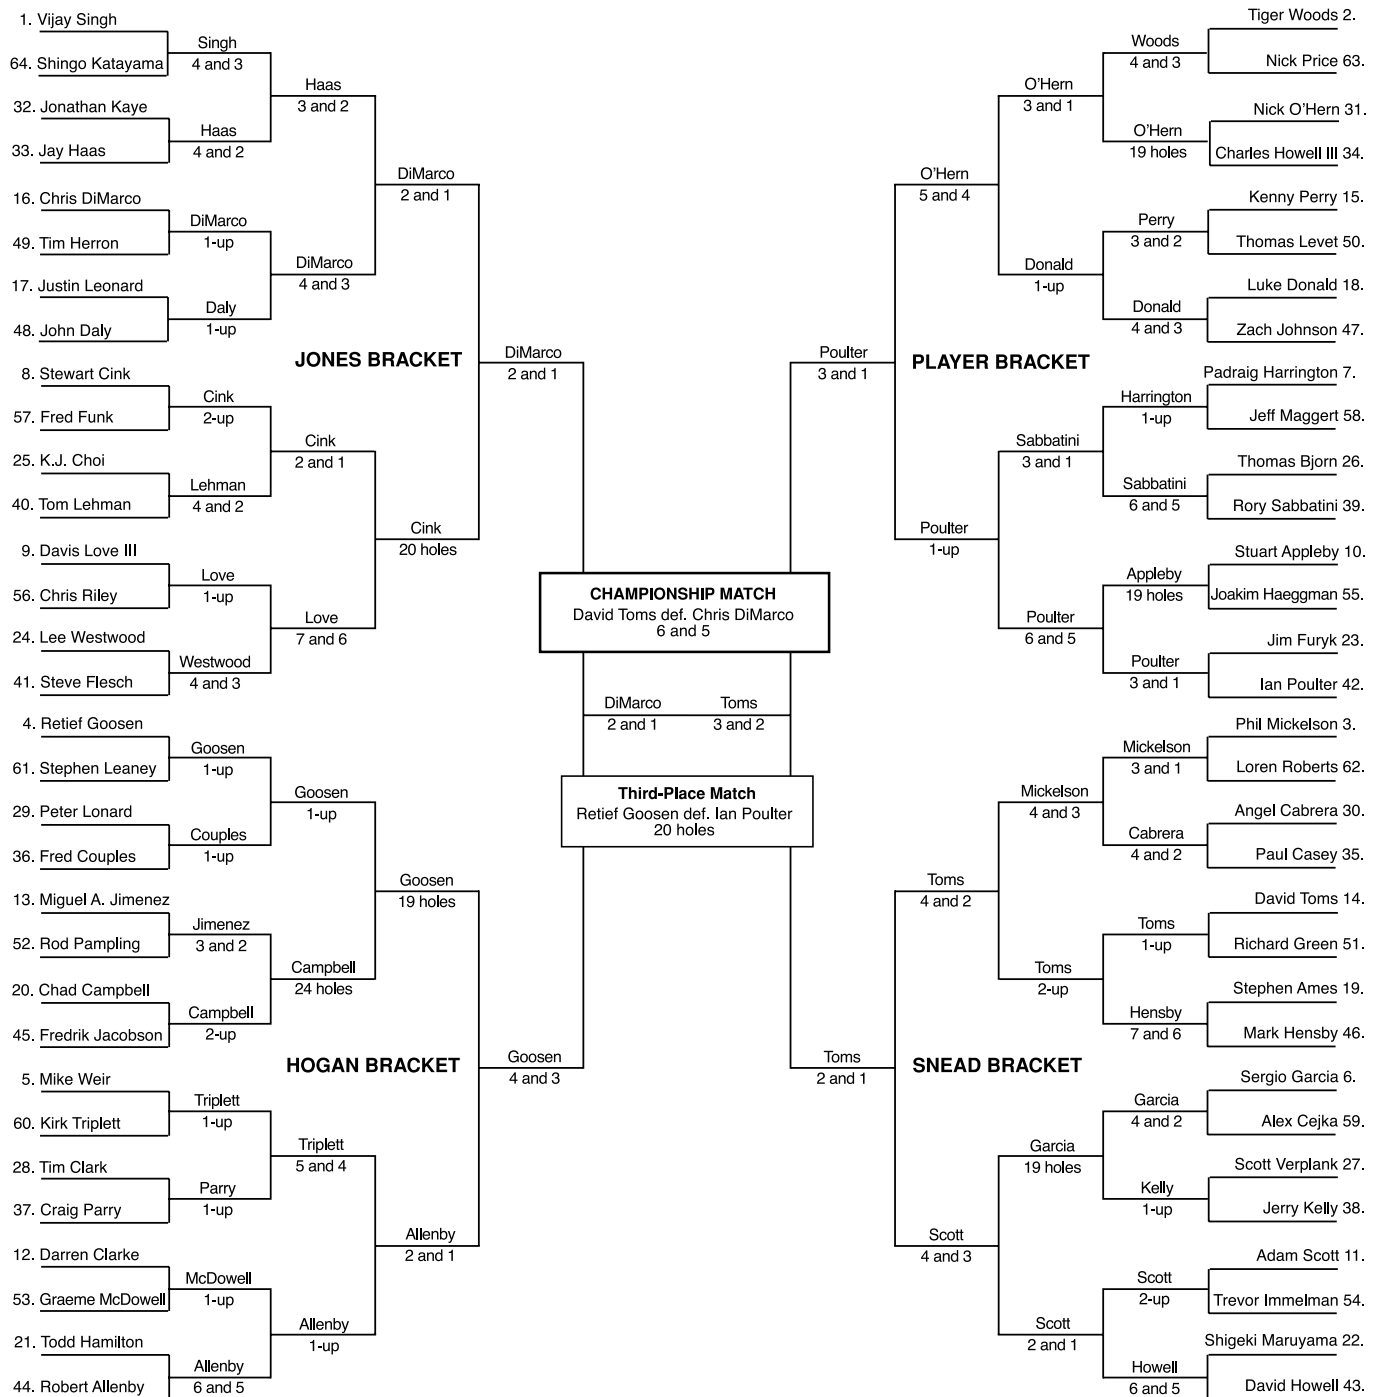 1. Vijay Singh
64. Shingo Katayama
32. Jonathan Kaye
33. Jay Haas
16. Chris DiMarco
49. Tim Herron
17. Justin Leonard
48. John Daly
8. Stewart Cink
57. Fred Funk
25. K.J. Choi
40. Tom Lehman
9. Davis Love III
56. Chris Riley
24. Lee Westwood
41. Steve Flesch
4. Retief Goosen
61. Stephen Leaney
29. Peter Lonard
36. Fred Couples
13. Miguel A. Jimenez
52. Rod Pampling
20. Chad Campbell
45. Fredrik Jacobson
5. Mike Weir
60. Kirk Triplett
28. Tim Clark
37. Craig Parry
12. Darren Clarke
53. Graeme McDowell
21. Todd Hamilton
44. Robert Allenby
Singh
4 and 3
Haas
4 and 2
DiMarco
1-up
Daly
1-up
Cink
2-up
Lehman
4 and 2
Love
1-up
Westwood
4 and 3
Goosen
1-up
Couples
1-up
Jimenez
3 and 2
Campbell
2-up
Triplett
1-up
Parry
1-up
McDowell
1-up
Allenby
6 and 5
Haas
3 and 2
DiMarco
4 and 3
Cink
2 and 1
Love
7 and 6
Goosen
1-up
Campbell
24 holes
Triplett
5 and 4
Allenby
1-up
DiMarco
2 and 1
Cink
20 holes
Goosen
19 holes
Allenby
2 and 1
JONES BRACKET
HOGAN BRACKET
DiMarco
2 and 1
Goosen
4 and 3
CHAMPIONSHIP MATCH
David Toms def. Chris DiMarco
6 and 5
DiMarco
2 and 1
Toms
3 and 2
Third-Place Match
Retief Goosen def. Ian Poulter
20 holes
Poulter
3 and 1
Toms
2 and 1
PLAYER BRACKET
SNEAD BRACKET
O'Hern
5 and 4
Poulter
1-up
Toms
4 and 2
Scott
4 and 3
O'Hern
3 and 1
Donald
1-up
Sabbatini
3 and 1
Poulter
6 and 5
Mickelson
4 and 3
Toms
2-up
Garcia
19 holes
Scott
2 and 1
Woods
4 and 3
O'Hern
19 holes
Perry
3 and 2
Donald
4 and 3
Harrington
1-up
Sabbatini
6 and 5
Appleby
19 holes
Poulter
3 and 1
Mickelson
3 and 1
Cabrera
4 and 2
Toms
1-up
Hensby
7 and 6
Garcia
4 and 2
Kelly
1-up
Scott
2-up
Howell
6 and 5
Tiger Woods 2.
Nick Price 63.
Nick O'Hern 31.
Charles Howell III 34.
Kenny Perry 15.
Thomas Levet 50.
Luke Donald 18.
Zach Johnson 47.
Padraig Harrington 7.
Jeff Maggert 58.
Thomas Bjorn 26.
Rory Sabbatini 39.
Stuart Appleby 10.
Joakim Haeggman 55.
Jim Furyk 23.
Ian Poulter 42.
Phil Mickelson 3.
Loren Roberts 62.
Angel Cabrera 30.
Paul Casey 35.
David Toms 14.
Richard Green 51.
Stephen Ames 19.
Mark Hensby 46.
Sergio Garcia 6.
Alex Cejka 59.
Scott Verplank 27.
Jerry Kelly 38.
Adam Scott 11.
Trevor Immelman 54.
Shigeki Maruyama 22.
David Howell 43.